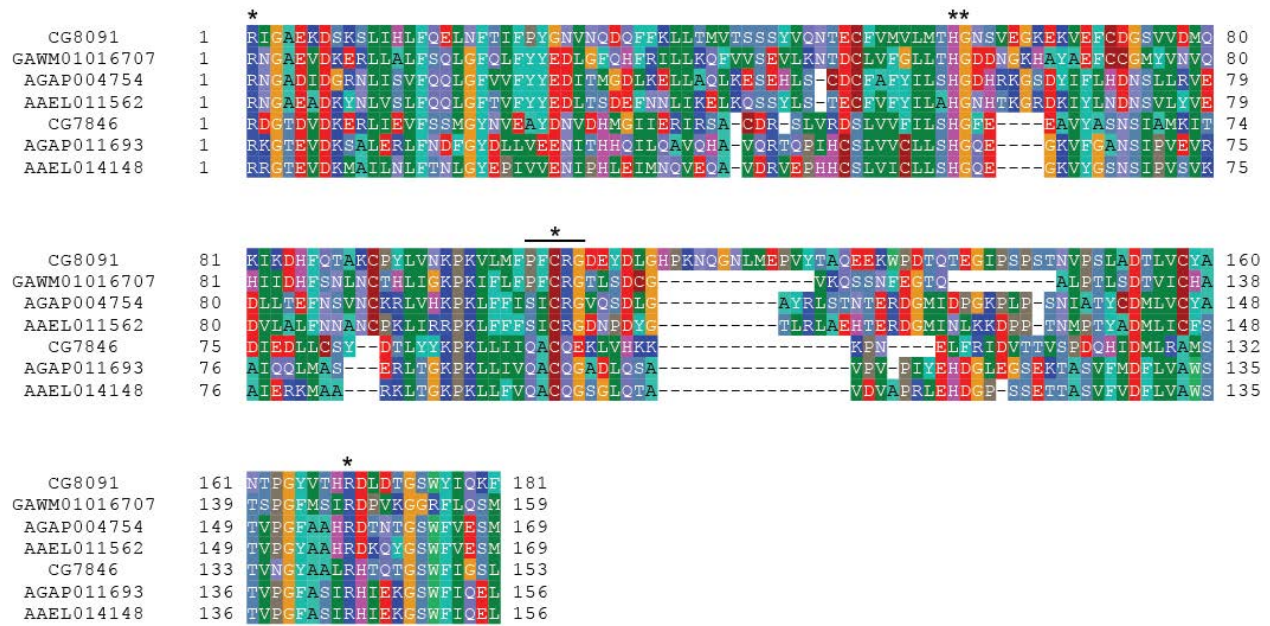 * **
CG8091 1 RIGAEKDSKSLIHLFQELNFTIFPYGNVNQDQFFKLLTMVTSSSYVQNTECFVMVLMTHGNSVEGKEKVEFCDGSVVDMQ 80
GAWM01016707 1 RNGAEVDKERLLALFSQLGFQLFYYEDLGFQHFRILLKQFVVSEVLKNTDCLVFGLLTHGDDNGKHAYAEFCCGMYVNVQ 80
AGAP004754 1 RNGADIDGRNLISVFQQLGFVVFYYEDITMGDLKELLAQLKESEHLS-CDCFAFYILSHGDHRKGSDYIFLHDNSLLRVE 79
AAEL011562 1 RNGAEADKYNLVSLFQQLGFTVFYYEDLTSDEFNNLIKELKQSSYLS-TECFVFYILAHGNHTKGRDKIYLNDNSVLYVE 79
CG7846 1 RDGTDVDKERLIEVFSSMGYNVEAYDNVDHMGIIERIRSA-CDR-SLVRDSLVVFILSHGFE----EAVYASNSIAMKIT 74
AGAP011693 1 RKGTEVDKSALERLFNDFGYDLLVEENITHHQILQAVQHA-VQRTQPIHCSLVVCLLSHGQE----GKVFGANSIPVEVR 75
AAEL014148 1 RRGTEVDKMAILNLFTNLGYEPIVVENIPHLEIMNQVEQA-VDRVEPHHCSLVICLLSHGQE----GKVYGSNSIPVSVK 75
*
CG8091 81 KIKDHFQTAKCPYLVNKPKVLMFPFCRGDEYDLGHPKNQGNLMEPVYTAQEEKWPDTQTEGIPSPSTNVPSLADTLVCYA 160
GAWM01016707 81 HIIDHFSNLNCTHLIGKPKIFLFPFCRGTLSDCG-------------VKQSSNFEGTQ---------ALPTLSDTVICHA 138
AGAP004754 80 DLLTEFNSVNCKRLVHKPKLFFISICRGVQSDLG----------AYRLSTNTERDGMIDPGKPLP-SNIATYCDMLVCYA 148
AAEL011562 80 DVLALFNNANCPKLIRRPKLFFFSICRGDNPDYG----------TLRLAEHTERDGMINLKKDPP-TNMPTYADMLICFS 148
CG7846 75 DIEDLLCSY--DTLYYKPKLLIIQACQEKLVHKK----------------KPN----ELFRIDVTTVSPDQHIDMLRAMS 132
AGAP011693 76 AIQQLMAS---ERLTGKPKLLIVQACQGADLQSA----------------VPV-PIYEHDGLEGSEKTASVFMDFLVAWS 135
AAEL014148 76 AIERKMAA---RKLTGKPKLLFVQACQGSGLQTA----------------VDVAPRLEHDGP-SSETTASVFVDFLVAWS 135
*
CG8091 161 NTPGYVTHRDLDTGSWYIQKF 181
GAWM01016707 139 TSPGFMSIRDPVKGGRFLQSM 159
AGAP004754 149 TVPGFAAHRDTNTGSWFVESM 169
AAEL011562 149 TVPGYAAHRDKQYGSWFVESM 169
CG7846 133 TVNGYAALRHTQTGSWFIGSL 153
AGAP011693 136 TVPGFASIRHIEKGSWFIQEL 156
AAEL014148 136 TVPGFASIRHIEKGSWFIQEL 156